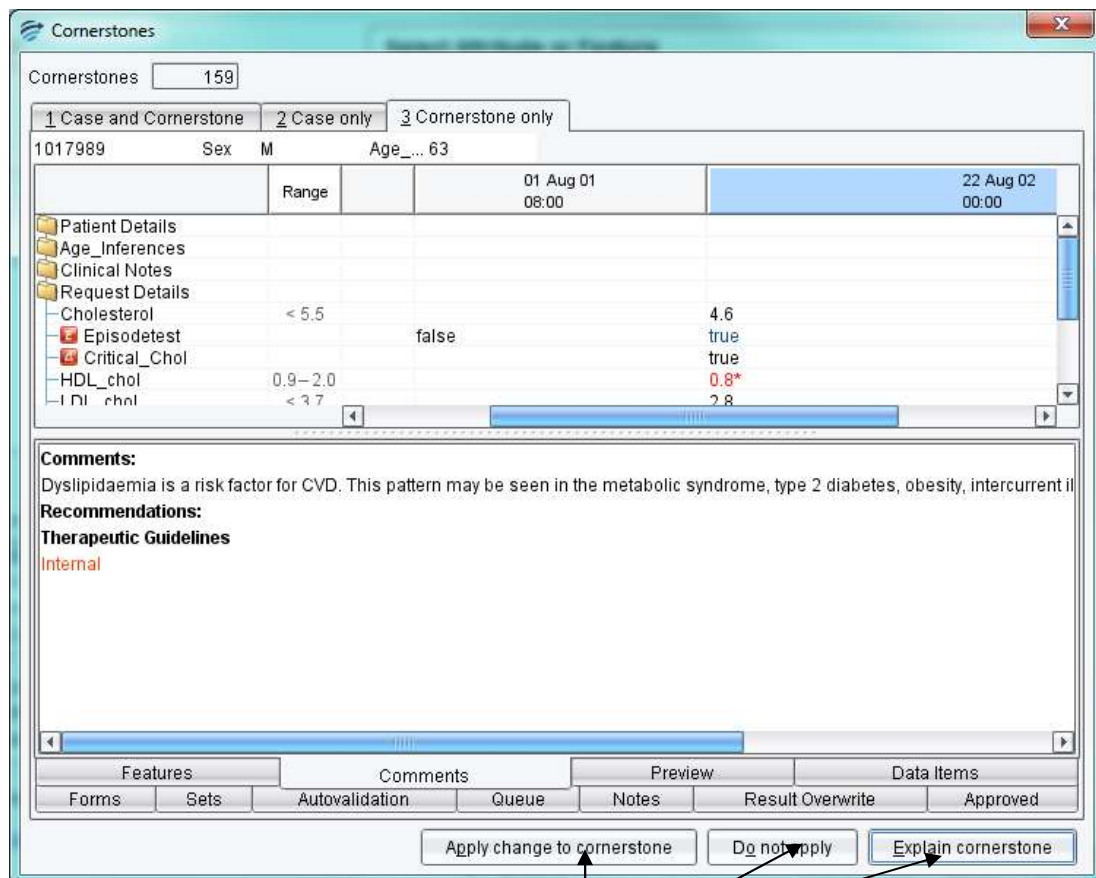 Cornerstones
Cornerstones 159
1 Case and Cornerstone 2 Case only 3 Cornerstone only
1017989 Sex M Age_... 63
Range 01 Aug 01 08:00 22 Aug 02 00:00
Patient Details
Age_Inferences
Clinical Notes
Request Details
Cholesterol < 5.5 4.6
Episodetest false true
Critical_Chol true
HDL_chol 0.9–2.0 0.8*
LDL chol < 3.7 2.8
Comments:
Dyslipidaemia is a risk factor for CVD. This pattern may be seen in the metabolic syndrome, type 2 diabetes, obesity, intercurrent il
Recommendations:
Therapeutic Guidelines
Internal
Features Comments Preview Data Items
Forms Sets Autovalidation Queue Notes Result Overwrite Approved
Apply change to cornerstone Do not apply Explain cornerstone